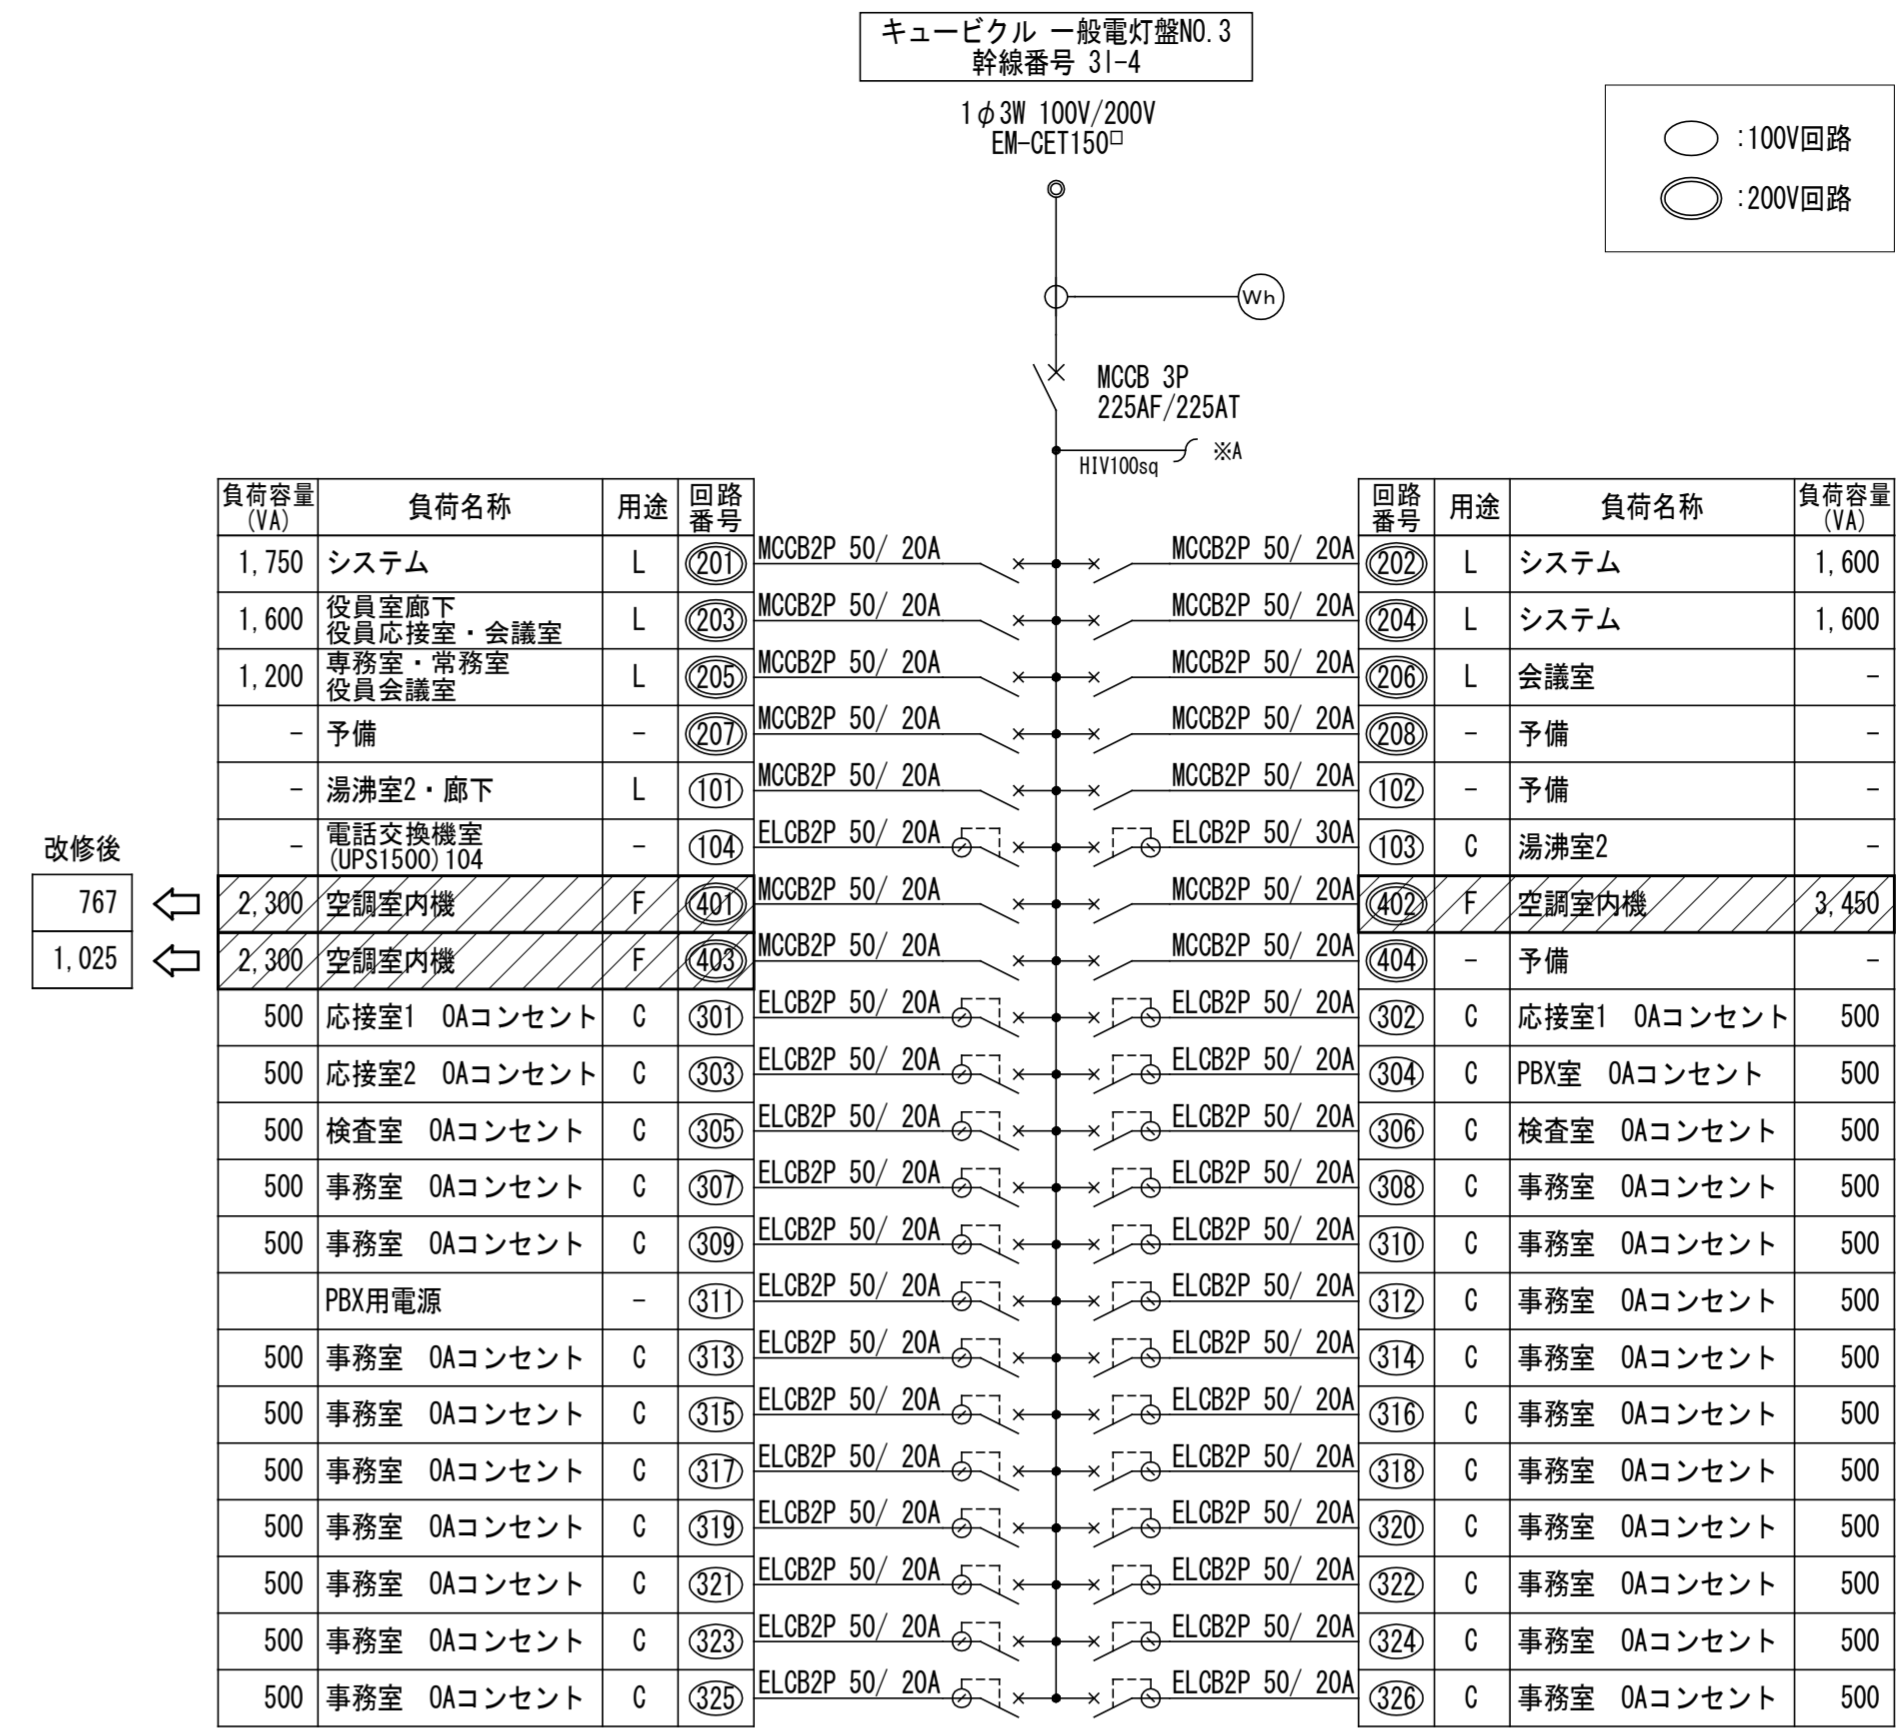 キュービクル 一般電灯盤NO.3
幹線番号 3l-4
1φ3W 100V/200V
EM-CET150□
:100V回路
:200V回路
Wh
MCCB 3P
225AF/225AT
HIV100sq ※A
負荷容量(VA) 負荷名称 用途 回路番号 回路番号 用途 負荷名称 負荷容量(VA)
1,750 システム L 201 MCCB2P 50/ 20A MCCB2P 50/ 20A 202 L システム 1,600
1,600 役員室廊下 役員応接室・会議室 L 203 MCCB2P 50/ 20A MCCB2P 50/ 20A 204 L システム 1,600
1,200 専務室・常務室 役員会議室 L 205 MCCB2P 50/ 20A MCCB2P 50/ 20A 206 L 会議室 -
- 予備 - 207 MCCB2P 50/ 20A MCCB2P 50/ 20A 208 - 予備 -
- 湯沸室2・廊下 L 101 MCCB2P 50/ 20A MCCB2P 50/ 20A 102 - 予備 -
- 電話交換機室 (UPS1500)104 - 104 ELCB2P 50/ 20A ELCB2P 50/ 30A 103 C 湯沸室2 -
改修後
767 2,300 空調室内機 F 401 MCCB2P 50/ 20A MCCB2P 50/ 20A 402 F 空調室内機 3,450
1,025 2,300 空調室内機 F 403 MCCB2P 50/ 20A MCCB2P 50/ 20A 404 - 予備 -
500 応接室1 OAコンセント C 301 ELCB2P 50/ 20A ELCB2P 50/ 20A 302 C 応接室1 OAコンセント 500
500 応接室2 OAコンセント C 303 ELCB2P 50/ 20A ELCB2P 50/ 20A 304 C PBX室 OAコンセント 500
500 検査室 OAコンセント C 305 ELCB2P 50/ 20A ELCB2P 50/ 20A 306 C 検査室 OAコンセント 500
500 事務室 OAコンセント C 307 ELCB2P 50/ 20A ELCB2P 50/ 20A 308 C 事務室 OAコンセント 500
500 事務室 OAコンセント C 309 ELCB2P 50/ 20A ELCB2P 50/ 20A 310 C 事務室 OAコンセント 500
PBX用電源 - 311 ELCB2P 50/ 20A ELCB2P 50/ 20A 312 C 事務室 OAコンセント 500
500 事務室 OAコンセント C 313 ELCB2P 50/ 20A ELCB2P 50/ 20A 314 C 事務室 OAコンセント 500
500 事務室 OAコンセント C 315 ELCB2P 50/ 20A ELCB2P 50/ 20A 316 C 事務室 OAコンセント 500
500 事務室 OAコンセント C 317 ELCB2P 50/ 20A ELCB2P 50/ 20A 318 C 事務室 OAコンセント 500
500 事務室 OAコンセント C 319 ELCB2P 50/ 20A ELCB2P 50/ 20A 320 C 事務室 OAコンセント 500
500 事務室 OAコンセント C 321 ELCB2P 50/ 20A ELCB2P 50/ 20A 322 C 事務室 OAコンセント 500
500 事務室 OAコンセント C 323 ELCB2P 50/ 20A ELCB2P 50/ 20A 324 C 事務室 OAコンセント 500
500 事務室 OAコンセント C 325 ELCB2P 50/ 20A ELCB2P 50/ 20A 326 C 事務室 OAコンセント 500